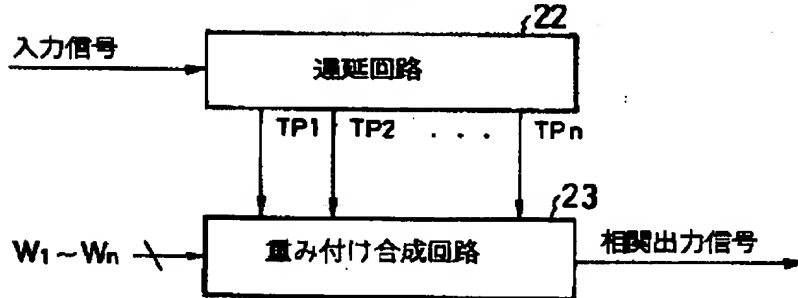 22
入力信号
遅延回路
TP1 TP2 . . . TPn
23
W1~Wn
重み付け合成回路
相関出力信号